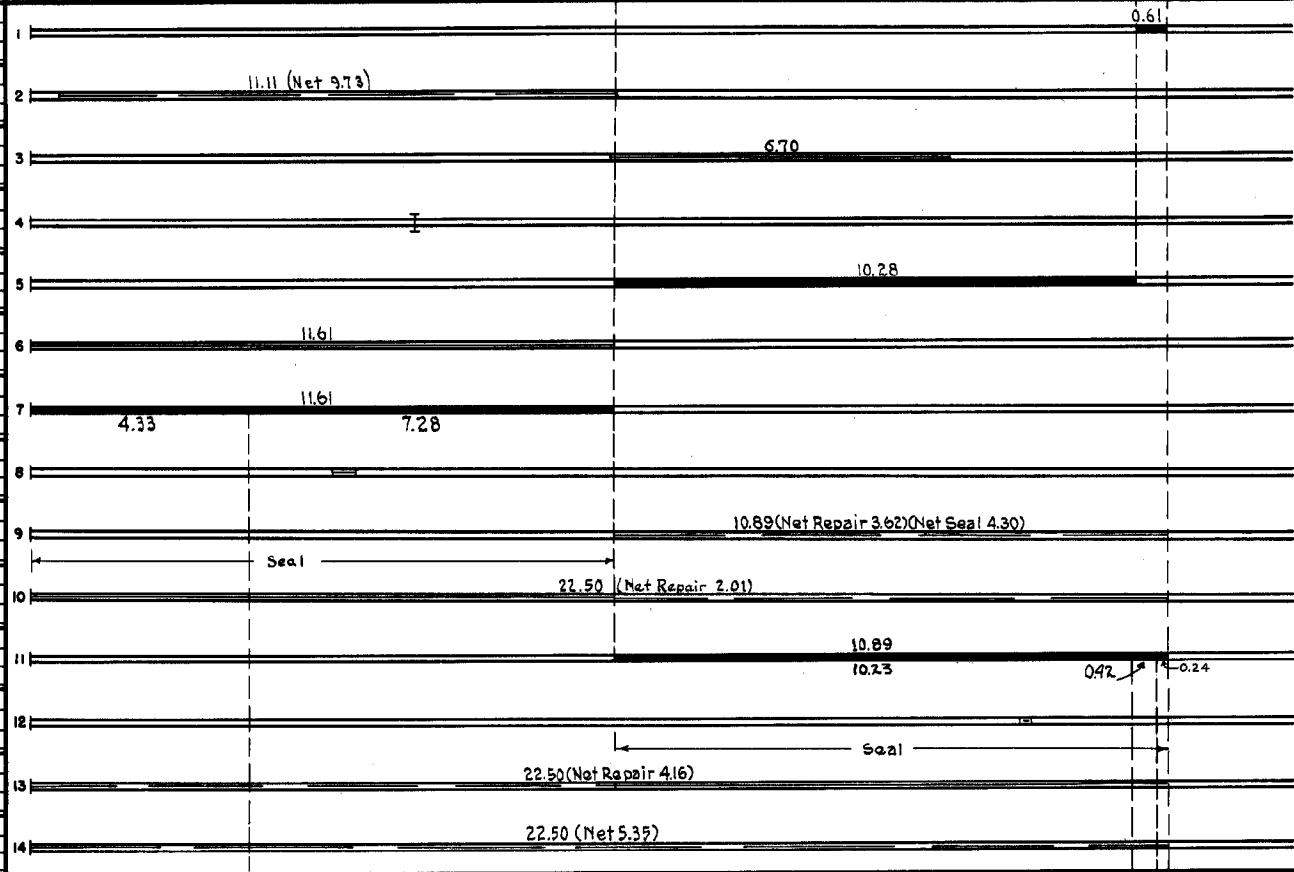 0.61
1
11.11 (Net 9.73)
2
6.70
3
4
10.28
5
11.61
6
11.61
7
4.33 7.28
8
10.89 (Net Repair 3.62) (Net Seal 4.30)
9
Seal
22.50 (Net Repair 2.01)
10
10.89
11
10.23 0.42 0.24
12
Seal
22.50 (Net Repair 4.16)
13
22.50 (Net 5.35)
14